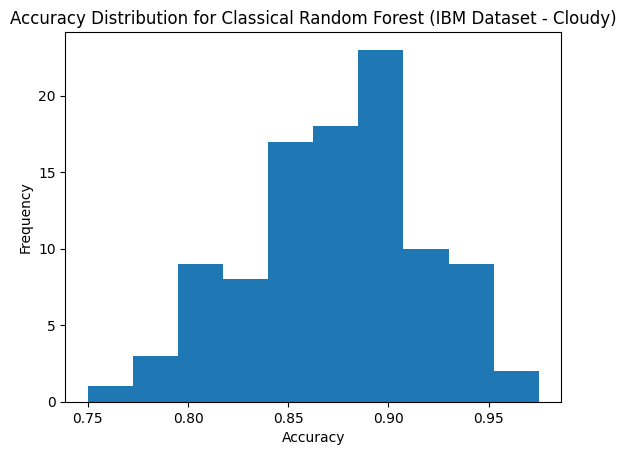 Accuracy Distribution for Classical Random Forest (IBM Dataset - Cloudy)
20
15
10
5
0
Frequency
0.75 0.80 0.85 0.90 0.95
Accuracy